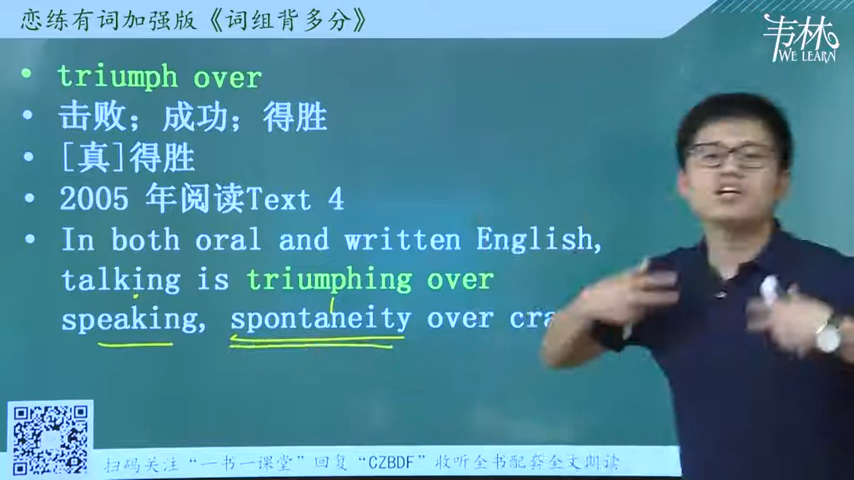 恋练有词加强版《词组背多分》
韦林
WE LEARN
• triumph over
• 击败；成功；得胜
• [真]得胜
• 2005 年阅读Text 4
• In both oral and written English,
talking is triumphing over
speaking, spontaneity over
扫码关注“一书一课堂”回复“CZBDF”收听全书配套全文朗读